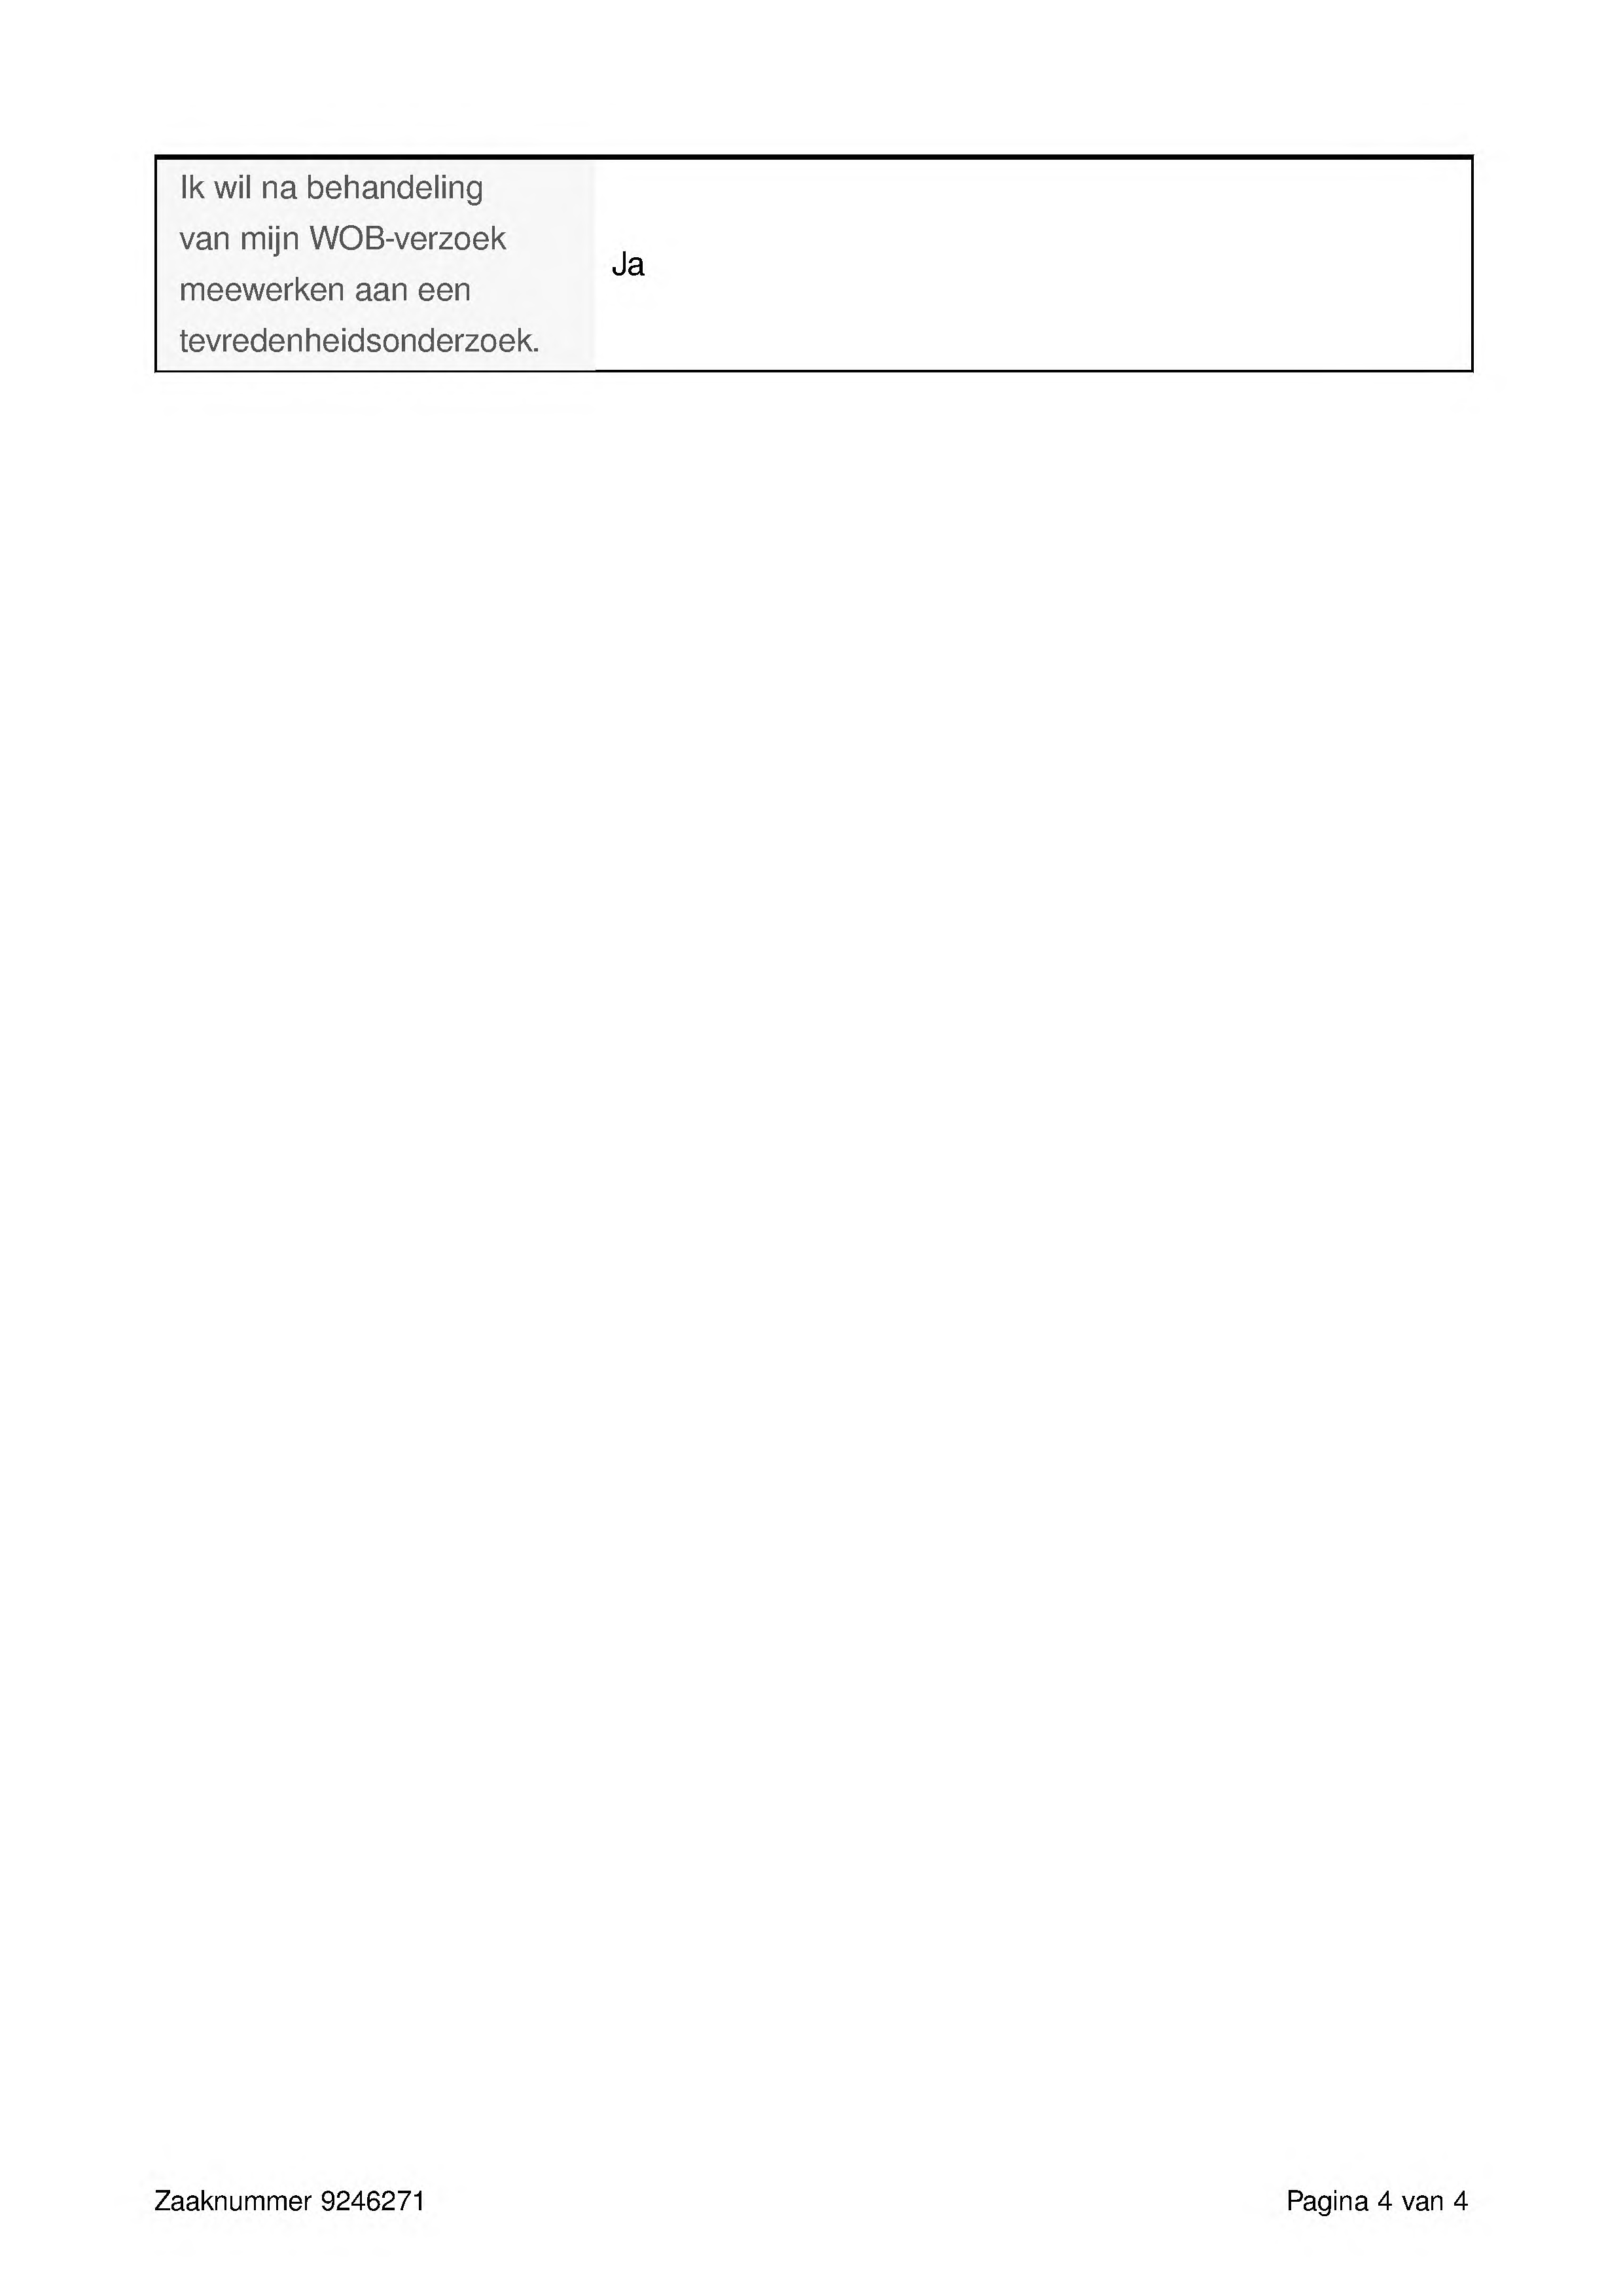 Ik wil na behandeling
van mijn WOB-verzoek
meewerken aan een
tevredenheidsonderzoek.
Ja
Zaaknummer 9246271
Pagina 4 van 4